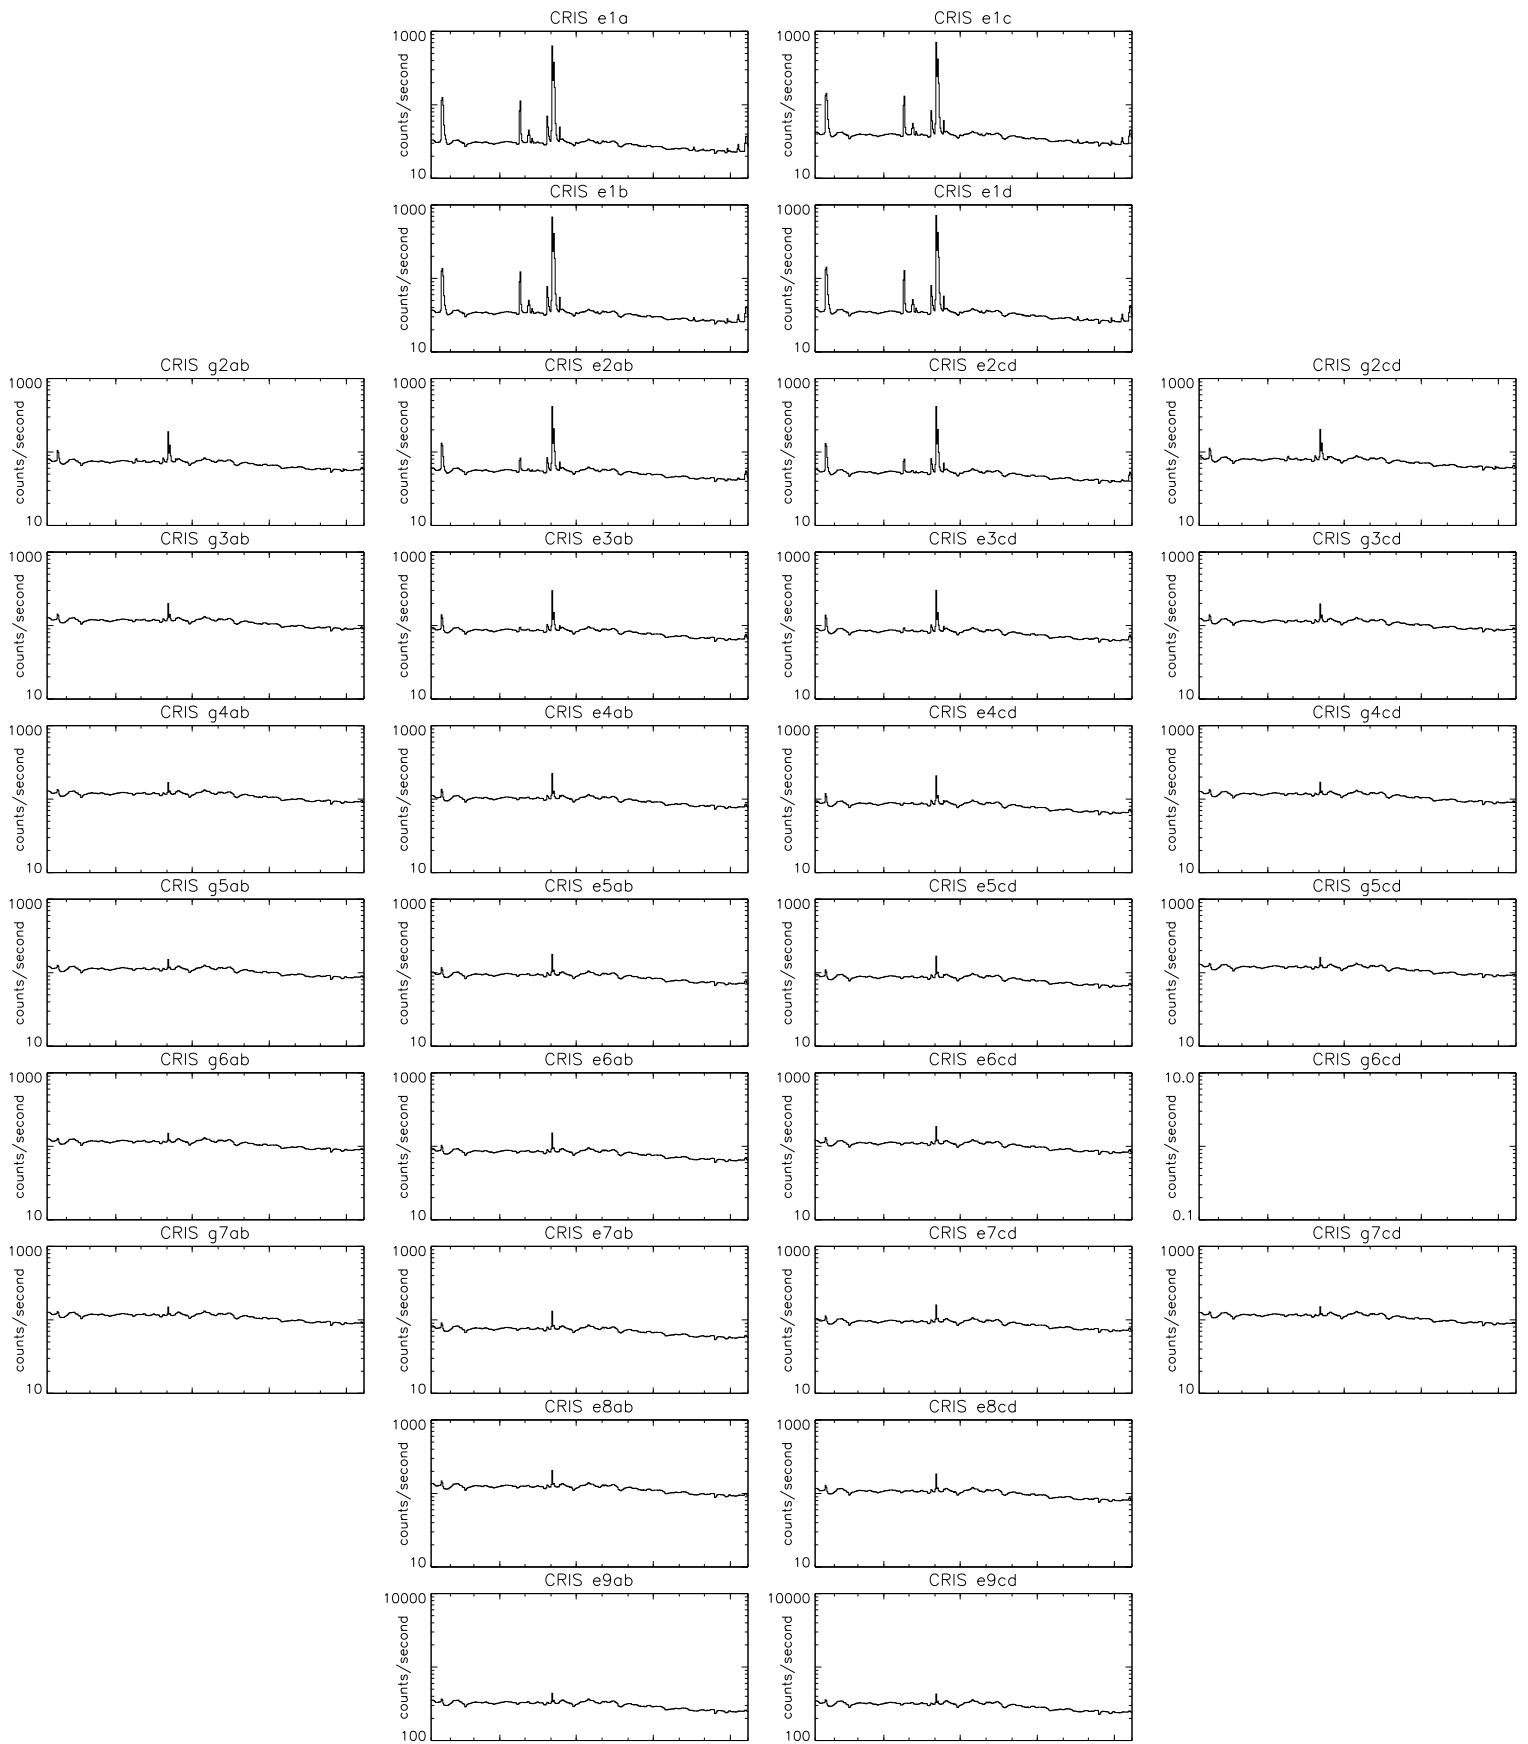 CRIS e1a
CRIS e1c
1000
counts/second
10
1000
counts/second
10
CRIS e1b
CRIS e1d
1000
counts/second
10
1000
counts/second
10
CRIS g2ab
CRIS e2ab
CRIS e2cd
CRIS g2cd
1000
counts/second
10
1000
counts/second
10
1000
counts/second
10
1000
counts/second
10
CRIS g3ab
CRIS e3ab
CRIS e3cd
CRIS g3cd
1000
counts/second
10
1000
counts/second
10
1000
counts/second
10
1000
counts/second
10
CRIS g4ab
CRIS e4ab
CRIS e4cd
CRIS g4cd
1000
counts/second
10
1000
counts/second
10
1000
counts/second
10
1000
counts/second
10
CRIS g5ab
CRIS e5ab
CRIS e5cd
CRIS g5cd
1000
counts/second
10
1000
counts/second
10
1000
counts/second
10
1000
counts/second
10
CRIS g6ab
CRIS e6ab
CRIS e6cd
CRIS g6cd
1000
counts/second
10
1000
counts/second
10
1000
counts/second
10
10.0
counts/second
0.1
CRIS g7ab
CRIS e7ab
CRIS e7cd
CRIS g7cd
1000
counts/second
10
1000
counts/second
10
1000
counts/second
10
1000
counts/second
10
CRIS e8ab
CRIS e8cd
1000
counts/second
10
1000
counts/second
10
CRIS e9ab
CRIS e9cd
10000
counts/second
100
10000
counts/second
100